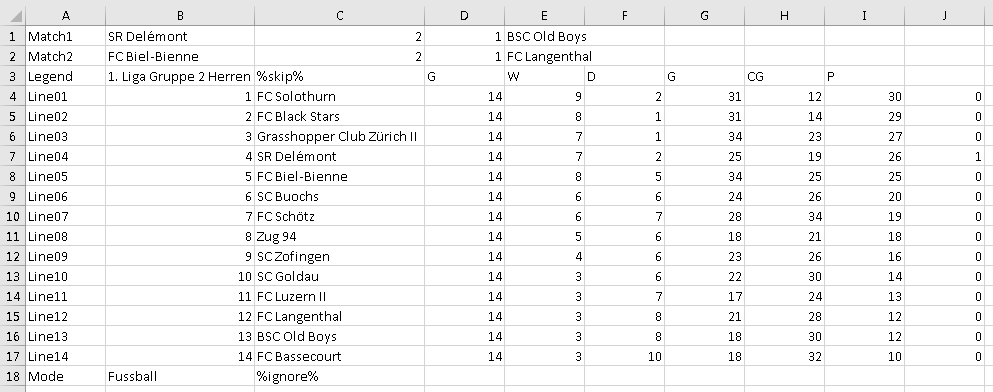 A B C D E F G H I J
1 Match1 SR Delémont 2 1 BSC Old Boys
2 Match2 FC Biel-Bienne 2 1 FC Langenthal
3 Legend 1. Liga Gruppe 2 Herren %skip% G W D G CG P
4 Line01 1 FC Solothurn 14 9 2 31 12 30 0
5 Line02 2 FC Black Stars 14 8 1 31 14 29 0
6 Line03 3 Grasshopper Club Zürich II 14 7 1 34 23 27 0
7 Line04 4 SR Delémont 14 7 2 25 19 26 1
8 Line05 5 FC Biel-Bienne 14 8 5 34 25 25 0
9 Line06 6 SC Buochs 14 6 6 24 26 20 0
10 Line07 7 FC Schötz 14 6 7 28 34 19 0
11 Line08 8 Zug 94 14 5 6 18 21 18 0
12 Line09 9 SC Zofingen 14 4 6 23 26 16 0
13 Line10 10 SC Goldau 14 3 6 22 30 14 0
14 Line11 11 FC Luzern II 14 3 7 17 24 13 0
15 Line12 12 FC Langenthal 14 3 8 21 28 12 0
16 Line13 13 BSC Old Boys 14 3 8 18 30 12 0
17 Line14 14 FC Bassecourt 14 3 10 18 32 10 0
18 Mode Fussball %ignore%